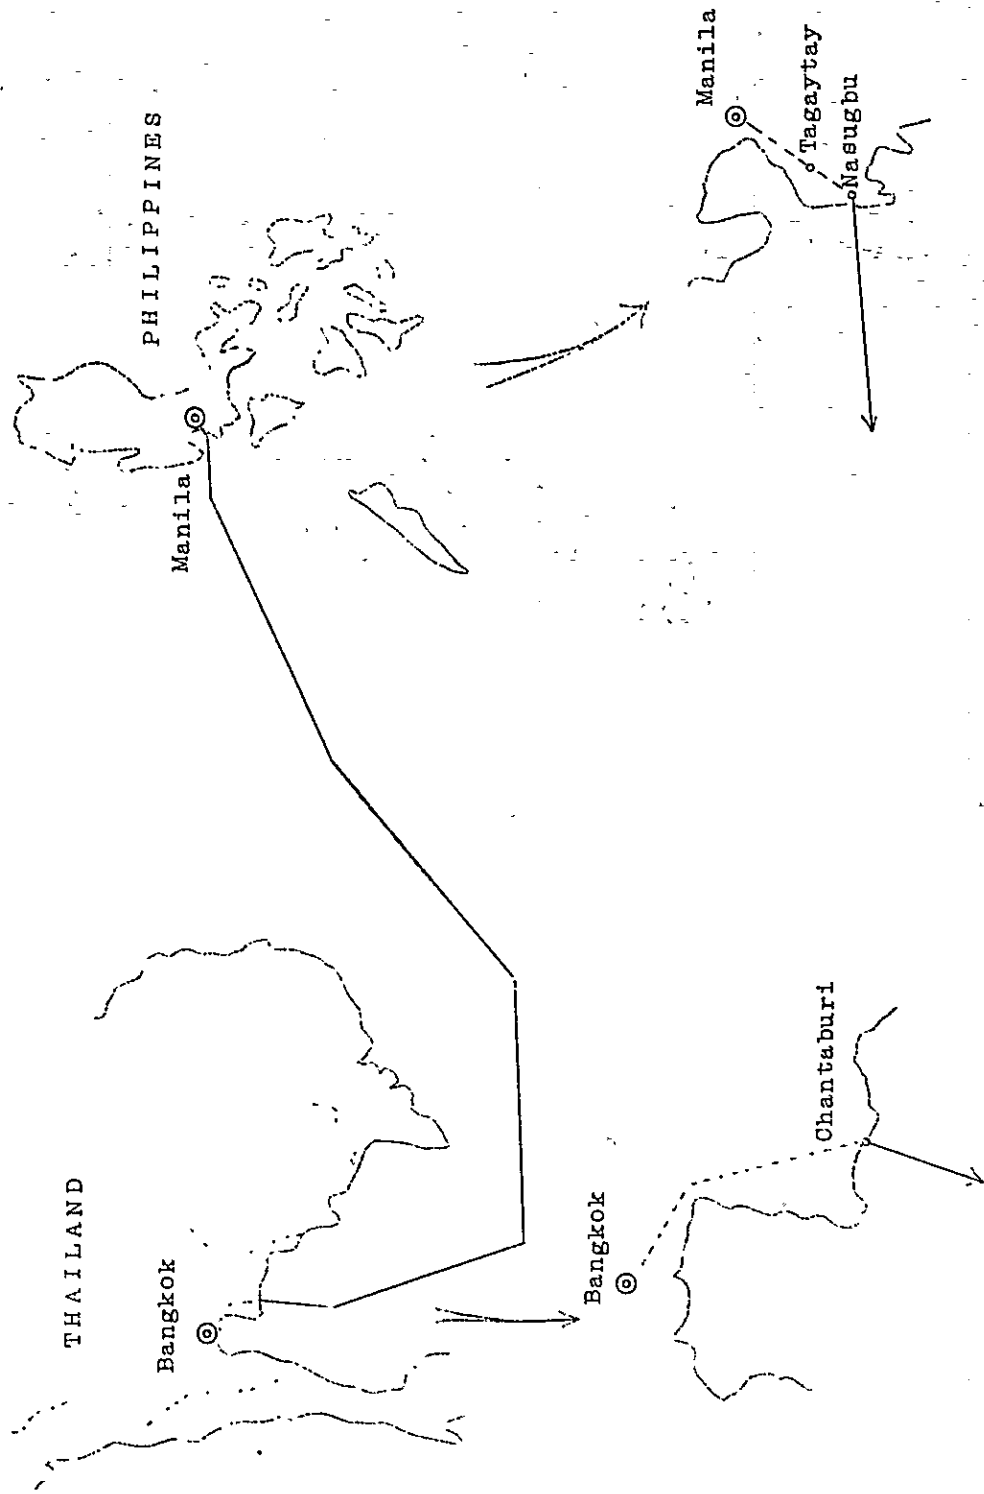 THAILAND
PHILIPPINES
Bangkok
Manila
Bangkok
Chantaburi
Manila
Tagaytay
Nasugbu